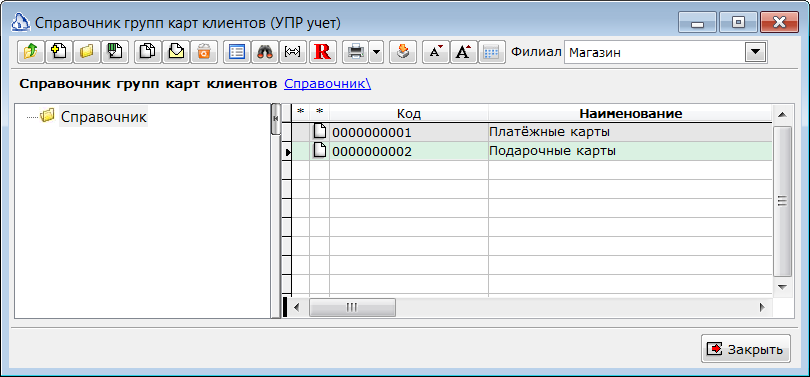 Справочник групп карт клиентов (УПР учет)
R A A Филиал Магазин
Справочник групп карт клиентов Справочник\
Справочник
* * Код Наименование
0000000001 Платёжные карты
0000000002 Подарочные карты
Закрыть